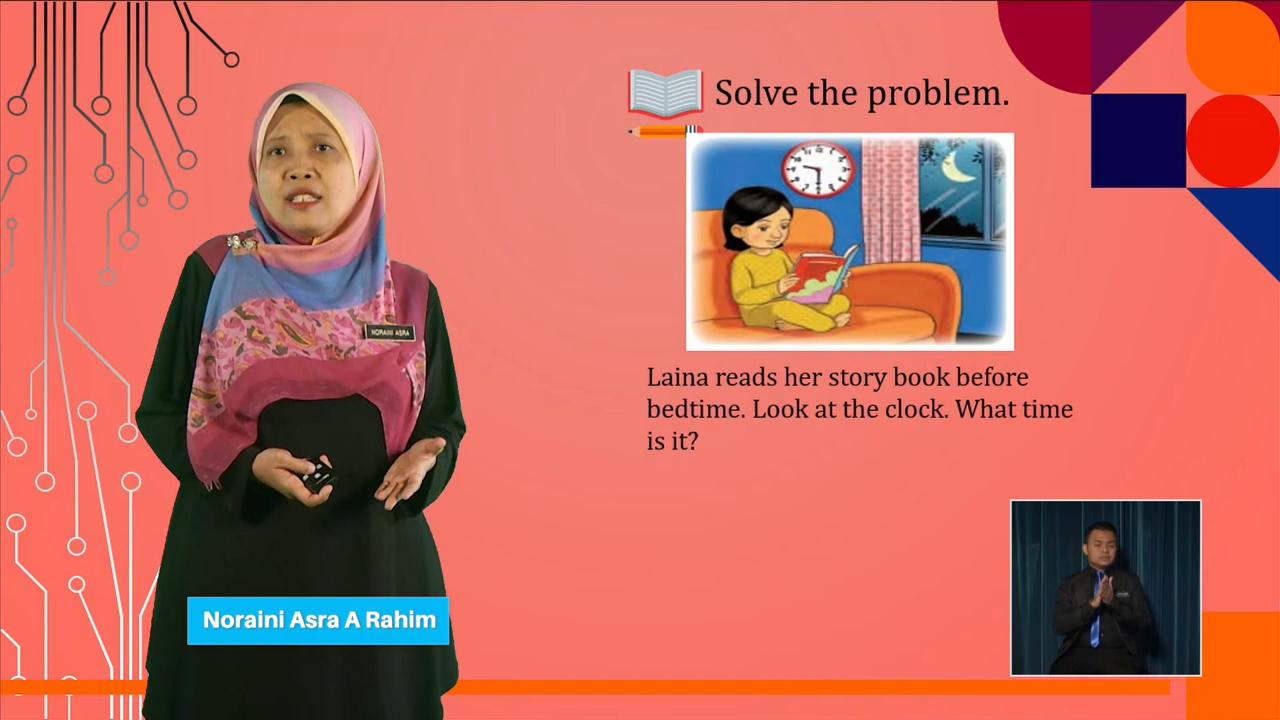 Solve the problem.
Laina reads her story book before
bedtime. Look at the clock. What time
is it?
NORAINI ASRA
Noraini Asra A Rahim